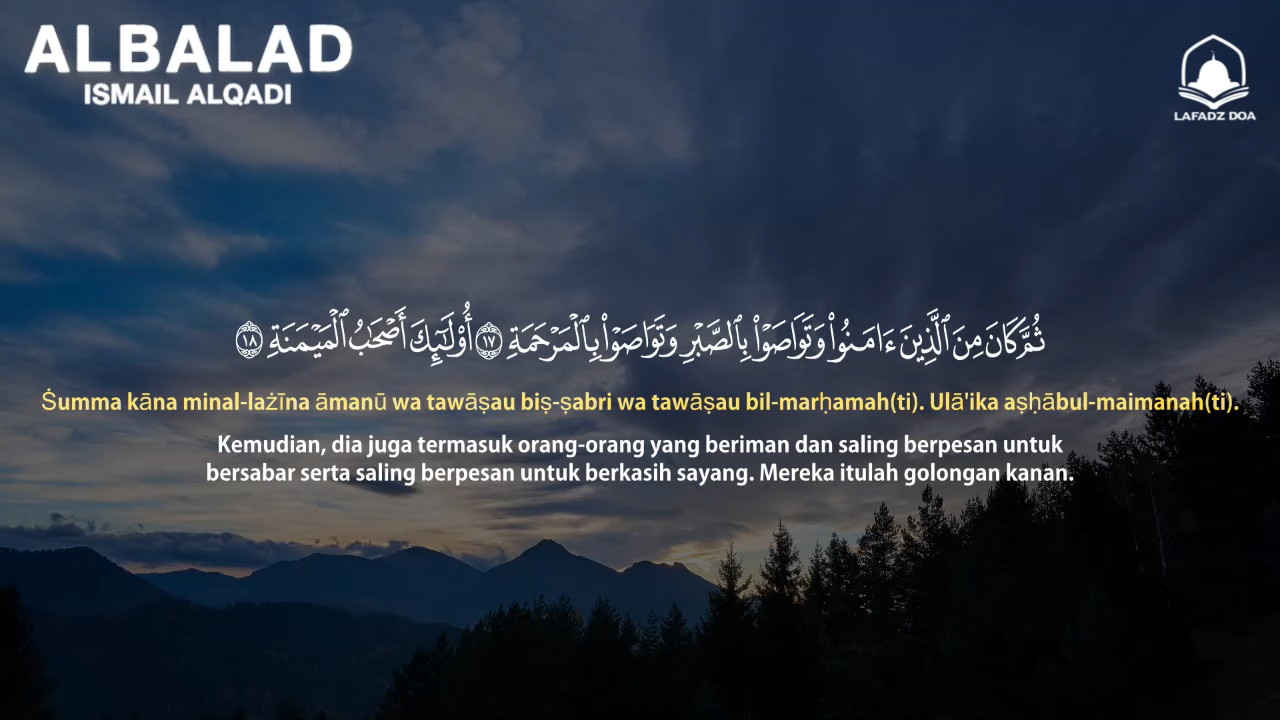 ALBALAD
ISMAIL ALQADI
LAFADZ DOA
ثُمَّ كَانَ مِنَ ٱلَّذِينَ ءَامَنُوا۟ وَتَوَاصَوْا۟ بِٱلصَّبْرِ وَتَوَاصَوْا۟ بِٱلْمَرْحَمَةِ ١٧ أُو۟لَـٰٓئِكَ أَصْحَـٰبُ ٱلْمَيْمَنَةِ ١٨
Ṡumma kāna minal-lażīna āmanū wa tawāṣau biṣ-ṣabri wa tawāṣau bil-marḥamah(ti). Ulā'ika aṣḥābul-maimanah(ti).
Kemudian, dia juga termasuk orang-orang yang beriman dan saling berpesan untuk
bersabar serta saling berpesan untuk berkasih sayang. Mereka itulah golongan kanan.